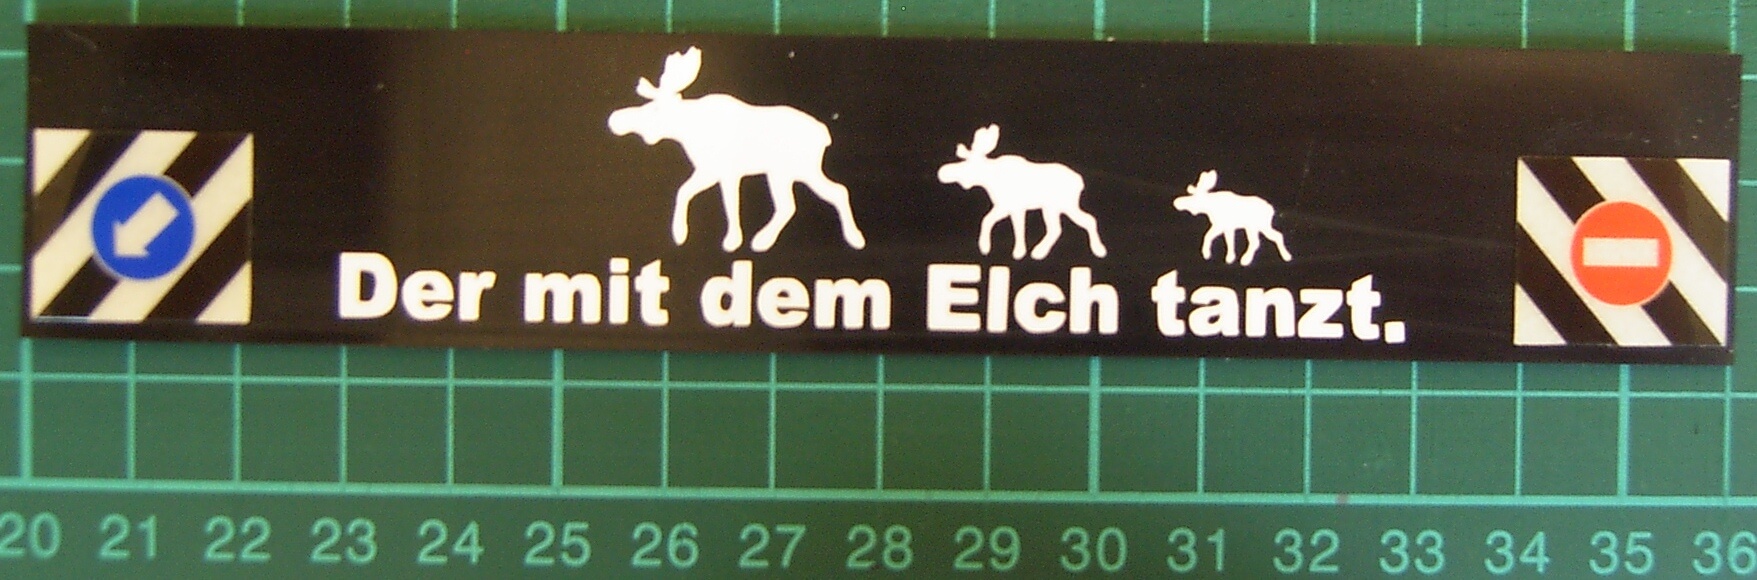 Der mit dem Elch tanzt.
20 21 22 23 24 25 26 27 28 29 30 31 32 33 34 35 36